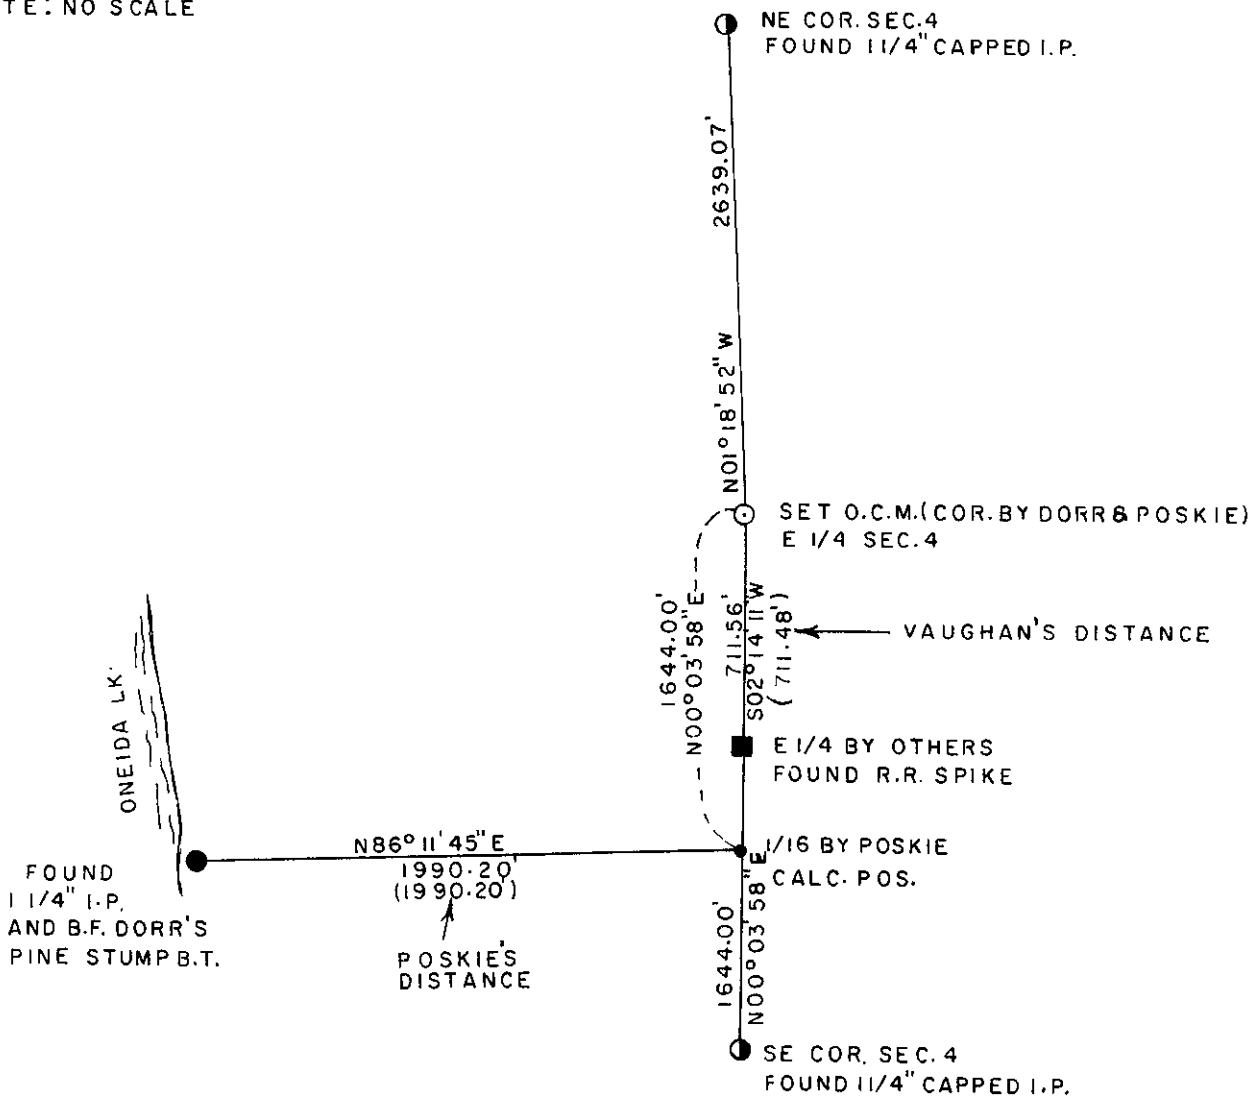 TE: NO SCALE
NE COR. SEC.4
FOUND 1 1/4" CAPPED I.P.
2639.07'
N01°18'52" W
SET O.C.M.(COR. BY DORR & POSKIE)
E 1/4 SEC.4
1644.00'
N00°03'58"E
711.56'
S02°14'11"W
(711.48')
VAUGHAN'S DISTANCE
ONEIDA LK.
E 1/4 BY OTHERS
FOUND R.R. SPIKE
N86°11'45"E
1990.20'
(1990.20')
1/16 BY POSKIE
CALC. POS.
FOUND
1 1/4" I.P.
AND B.F. DORR'S
PINE STUMP B.T.
POSKIE'S
DISTANCE
1644.00'
N00°03'58"E
SE COR. SEC. 4
FOUND 1 1/4" CAPPED I.P.